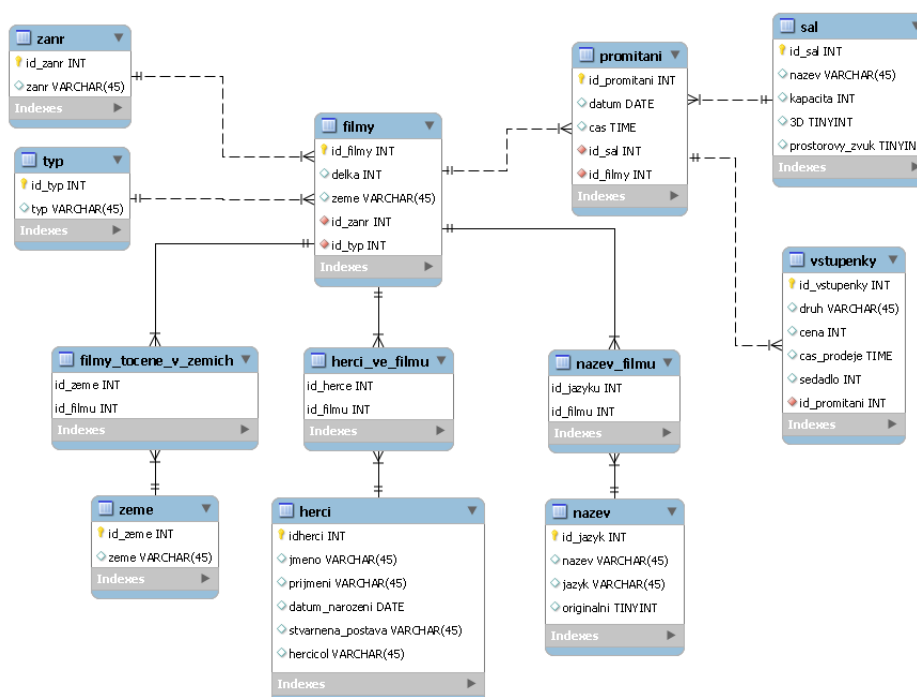 zanr
id_zanr INT
zanr VARCHAR(45)
Indexes
typ
id_typ INT
typ VARCHAR(45)
Indexes
filmy
id_filmy INT
delka INT
zeme VARCHAR(45)
id_zanr INT
id_typ INT
Indexes
promitani
id_promitani INT
datum DATE
cas TIME
id_sal INT
id_filmy INT
Indexes
sal
id_sal INT
nazev VARCHAR(45)
kapacita INT
3D TINYINT
prostorovy_zvuk TINYIN
Indexes
vstupenky
id_vstupenky INT
druh VARCHAR(45)
cena INT
cas_prodeje TIME
sedadlo INT
id_promitani INT
Indexes
filmy_tocene_v_zemich
id_zeme INT
id_filmu INT
Indexes
herci_ve_filmu
id_herce INT
id_filmu INT
Indexes
nazev_filmu
id_jazyku INT
id_filmu INT
Indexes
zeme
id_zeme INT
zeme VARCHAR(45)
Indexes
herci
idherci INT
jmeno VARCHAR(45)
prijmeni VARCHAR(45)
datum_narozeni DATE
stvarnena_postava VARCHAR(45)
hercicol VARCHAR(45)
Indexes
nazev
id_jazyk INT
nazev VARCHAR(45)
jazyk VARCHAR(45)
originalni TINYINT
Indexes